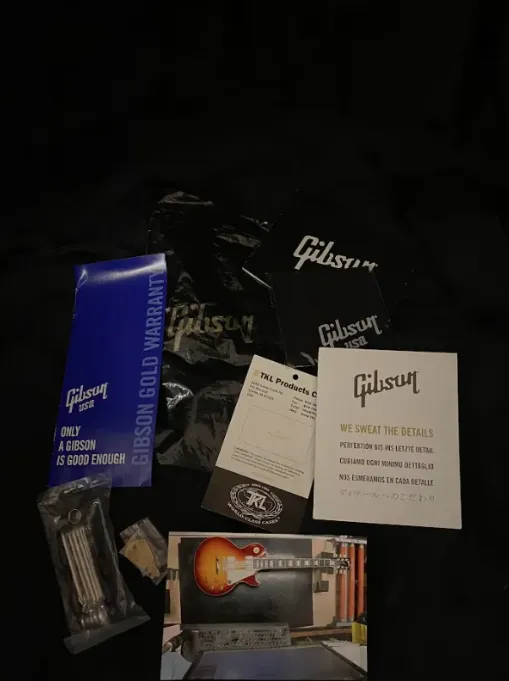 Gibson
Gibson
Gibson
USA
GIBSON GOLD WARRANTY
Gibson
USA
ONLY
A GIBSON
IS GOOD ENOUGH
TKL Products
TKL
WORLD-CLASS CASES
Gibson
WE SWEAT THE DETAILS
PERFEKTION BIS INS LETZTE DETAIL
CURIAMO OGNI MINIMO DETTAGLIO
NOS ESMERAMOS EN CADA DETALLE
ディテールへのこだわり